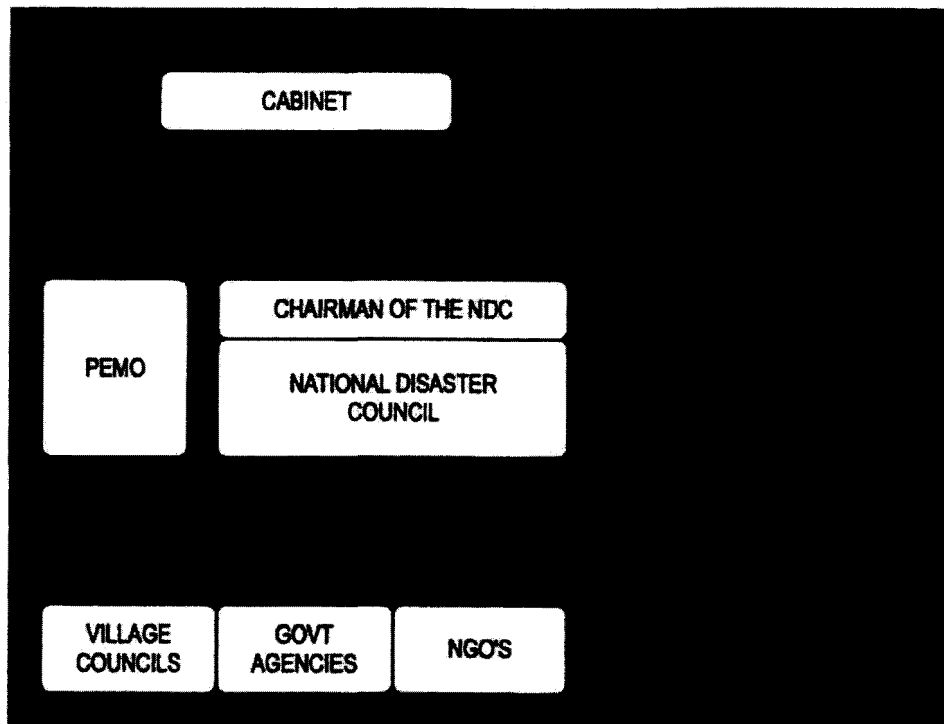 CABINET
CHAIRMAN OF THE NDC
PEMO
NATIONAL DISASTER
COUNCIL
VILLAGE
COUNCILS
GOVT
AGENCIES
NGO'S